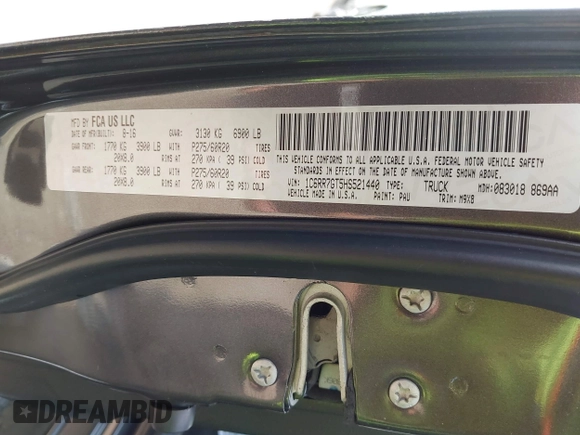 MFD BY FCA US LLC
DATE OF MFR(BUILT): 8-16 GVWR: 3130 KG 6900 LB
GAWR FRONT: 1770 KG 3900 LB WITH P275/60R20 TIRES
20X8.0 RIMS AT 270 KPA ( 39 PSI) COLD
GAWR REAR: 1770 KG 3900 LB WITH P275/60R20 TIRES
20X8.0 RIMS AT 270 KPA ( 39 PSI) COLD
THIS VEHICLE CONFORMS TO ALL APPLICABLE U.S.A. FEDERAL MOTOR VEHICLE
SAFETY STANDARDS IN EFFECT ON THE DATE OF MANUFACTURE SHOWN ABOVE.
VIN: 1C6RR7GT5HS521440 TYPE: TRUCK MDH: 083018 869AA
VEHICLE MADE IN U.S.A. PAINT: PAU TRIM: M9X8
DREAMBID